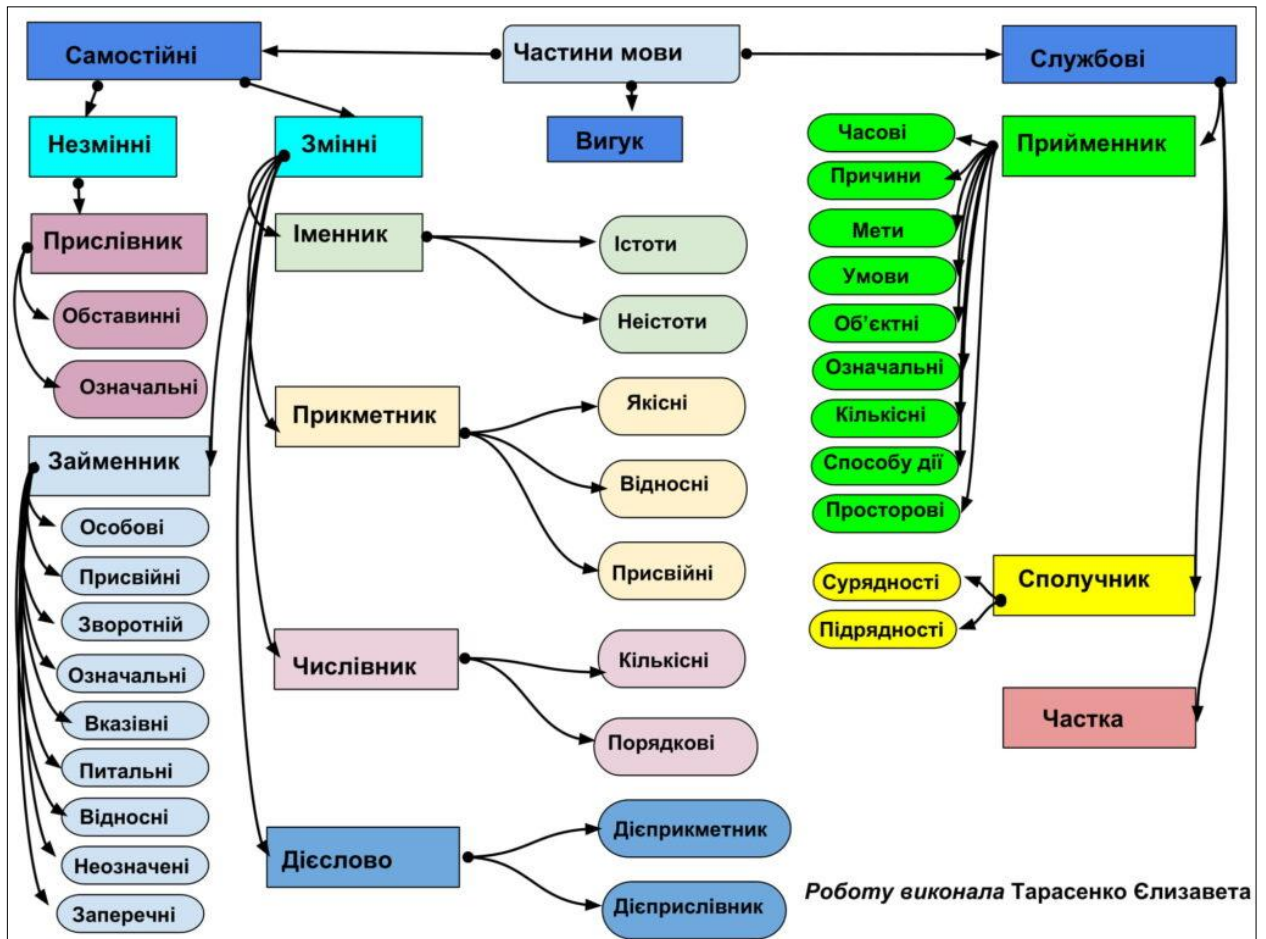 Частини мови
Самостійні
Службові
Незмінні
Змінні
Вигук
Прислівник
Обставинні
Означальні
Займенник
Особові
Присвійні
Зворотній
Означальні
Вказівні
Питальні
Відносні
Неозначені
Заперечні
Іменник
Істоти
Неістоти
Прикметник
Якісні
Відносні
Присвійні
Числівник
Кількісні
Порядкові
Дієслово
Дієприкметник
Дієприслівник
Прийменник
Часові
Причини
Мети
Умови
Об’єктні
Означальні
Кількісні
Способу дії
Просторові
Сполучник
Сурядності
Підрядності
Частка
Роботу виконала Тарасенко Єлизавета